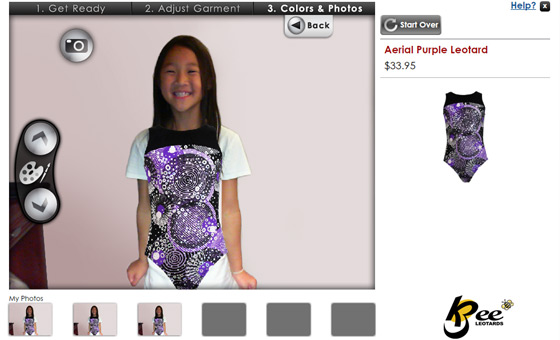 1. Get Ready 2. Adjust Garment 3. Colors & Photos
Help? x
Back
Start Over
Aerial Purple Leotard
$33.95
My Photos
KBee
LEOTARDS